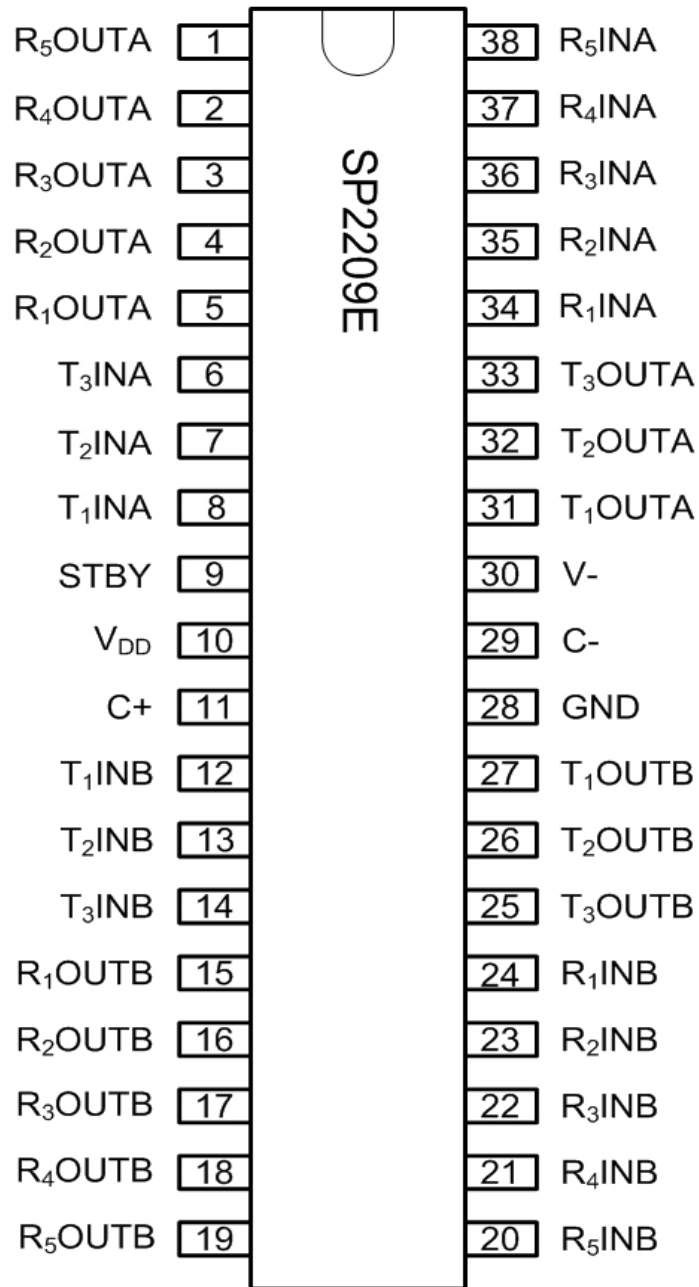 R₅OUTA 1 38 R₅INA
R₄OUTA 2 37 R₄INA
R₃OUTA 3 36 R₃INA
R₂OUTA 4 35 R₂INA
R₁OUTA 5 34 R₁INA
T₃INA 6 33 T₃OUTA
T₂INA 7 32 T₂OUTA
T₁INA 8 31 T₁OUTA
STBY 9 30 V-
V_DD 10 29 C-
C+ 11 28 GND
T₁INB 12 27 T₁OUTB
T₂INB 13 26 T₂OUTB
T₃INB 14 25 T₃OUTB
R₁OUTB 15 24 R₁INB
R₂OUTB 16 23 R₂INB
R₃OUTB 17 22 R₃INB
R₄OUTB 18 21 R₄INB
R₅OUTB 19 20 R₅INB
SP2209E